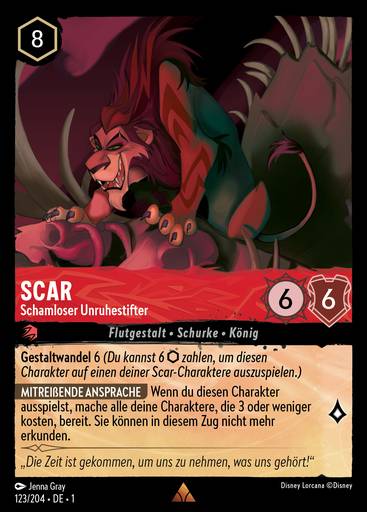 8
SCAR
Schamloser Unruhestifter
6
6
Flutgestalt • Schurke • König
Gestaltwandel 6 (Du kannst 6 ⬡ zahlen, um diesen
Charakter auf einen deiner Scar-Charaktere auszuspielen.)
MITREIẞENDE ANSPRACHE Wenn du diesen Charakter
ausspielst, mache alle deine Charaktere, die 3 oder weniger
kosten, bereit. Sie können in diesem Zug nicht mehr
erkunden.
„Die Zeit ist gekommen, um uns zu nehmen, was uns gehört!“
Jenna Gray
Disney Lorcana ©Disney
123/204 • DE • 1